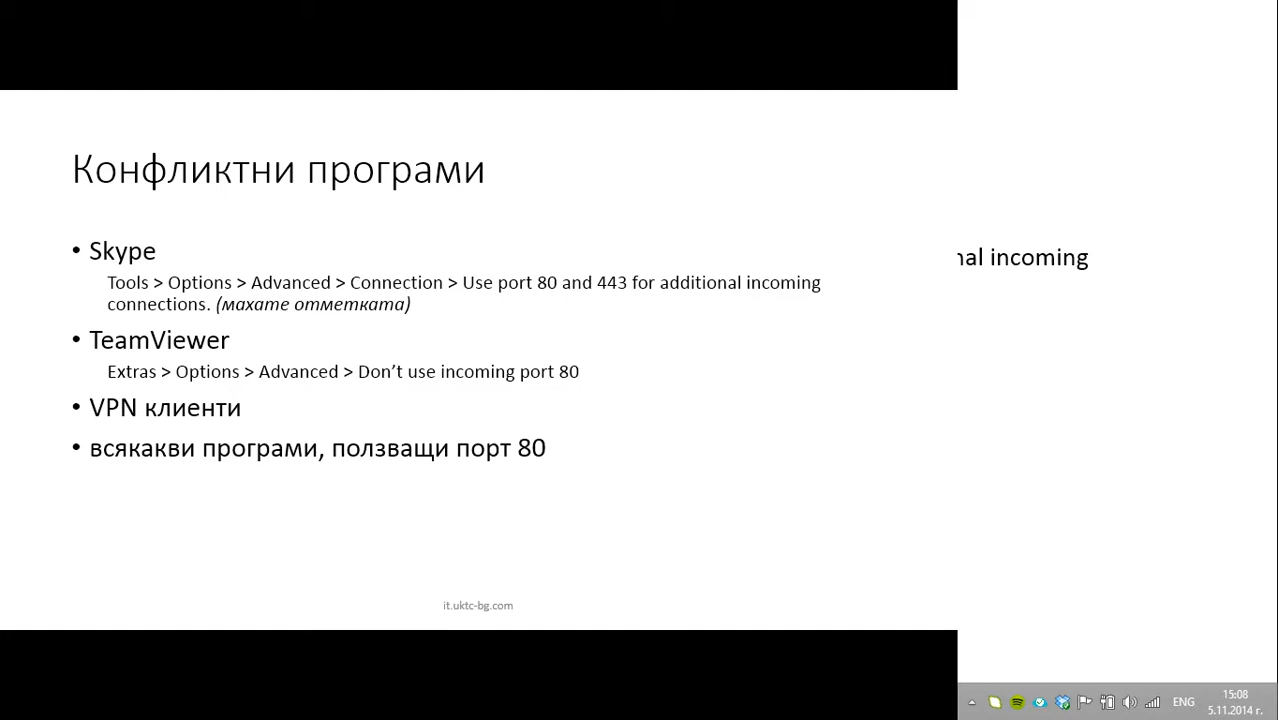 Конфликтни програми
• Skype
Tools > Options > Advanced > Connection > Use port 80 and 443 for additional incoming
connections. (махате отметката)
• TeamViewer
Extras > Options > Advanced > Don’t use incoming port 80
• VPN клиенти
• всякакви програми, ползващи порт 80
it.uktc-bg.com
nal incoming
ENG
15:08
5.11.2014 г.